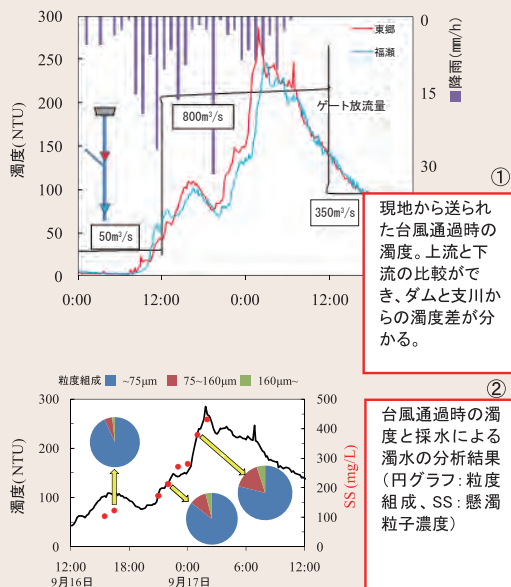 300
250
200
150
100
50
0
濁度( NTU)
0:00
12:00
0:00
12:00
0
15
30
降雨(mm/h)
東郷
福瀬
ゲート放流量
800m³/s
50m³/s
350m³/s
①
現地から送られ
た台風通過時の
濁度。上流と下
流の比較がで
き、ダムと支川か
らの濁度差が分
かる。
粒度組成 ~75μm 75~160μm 160μm~
300
200
100
0
濁度( NTU)
12:00
18:00
0:00
6:00
12:00
9月16日
9月17日
500
400
300
200
100
0
SS (mg/L)
②
台風通過時の濁
度と採水による
濁水の分析結果
(円グラフ:粒度
組成、SS:懸濁
粒子濃度)